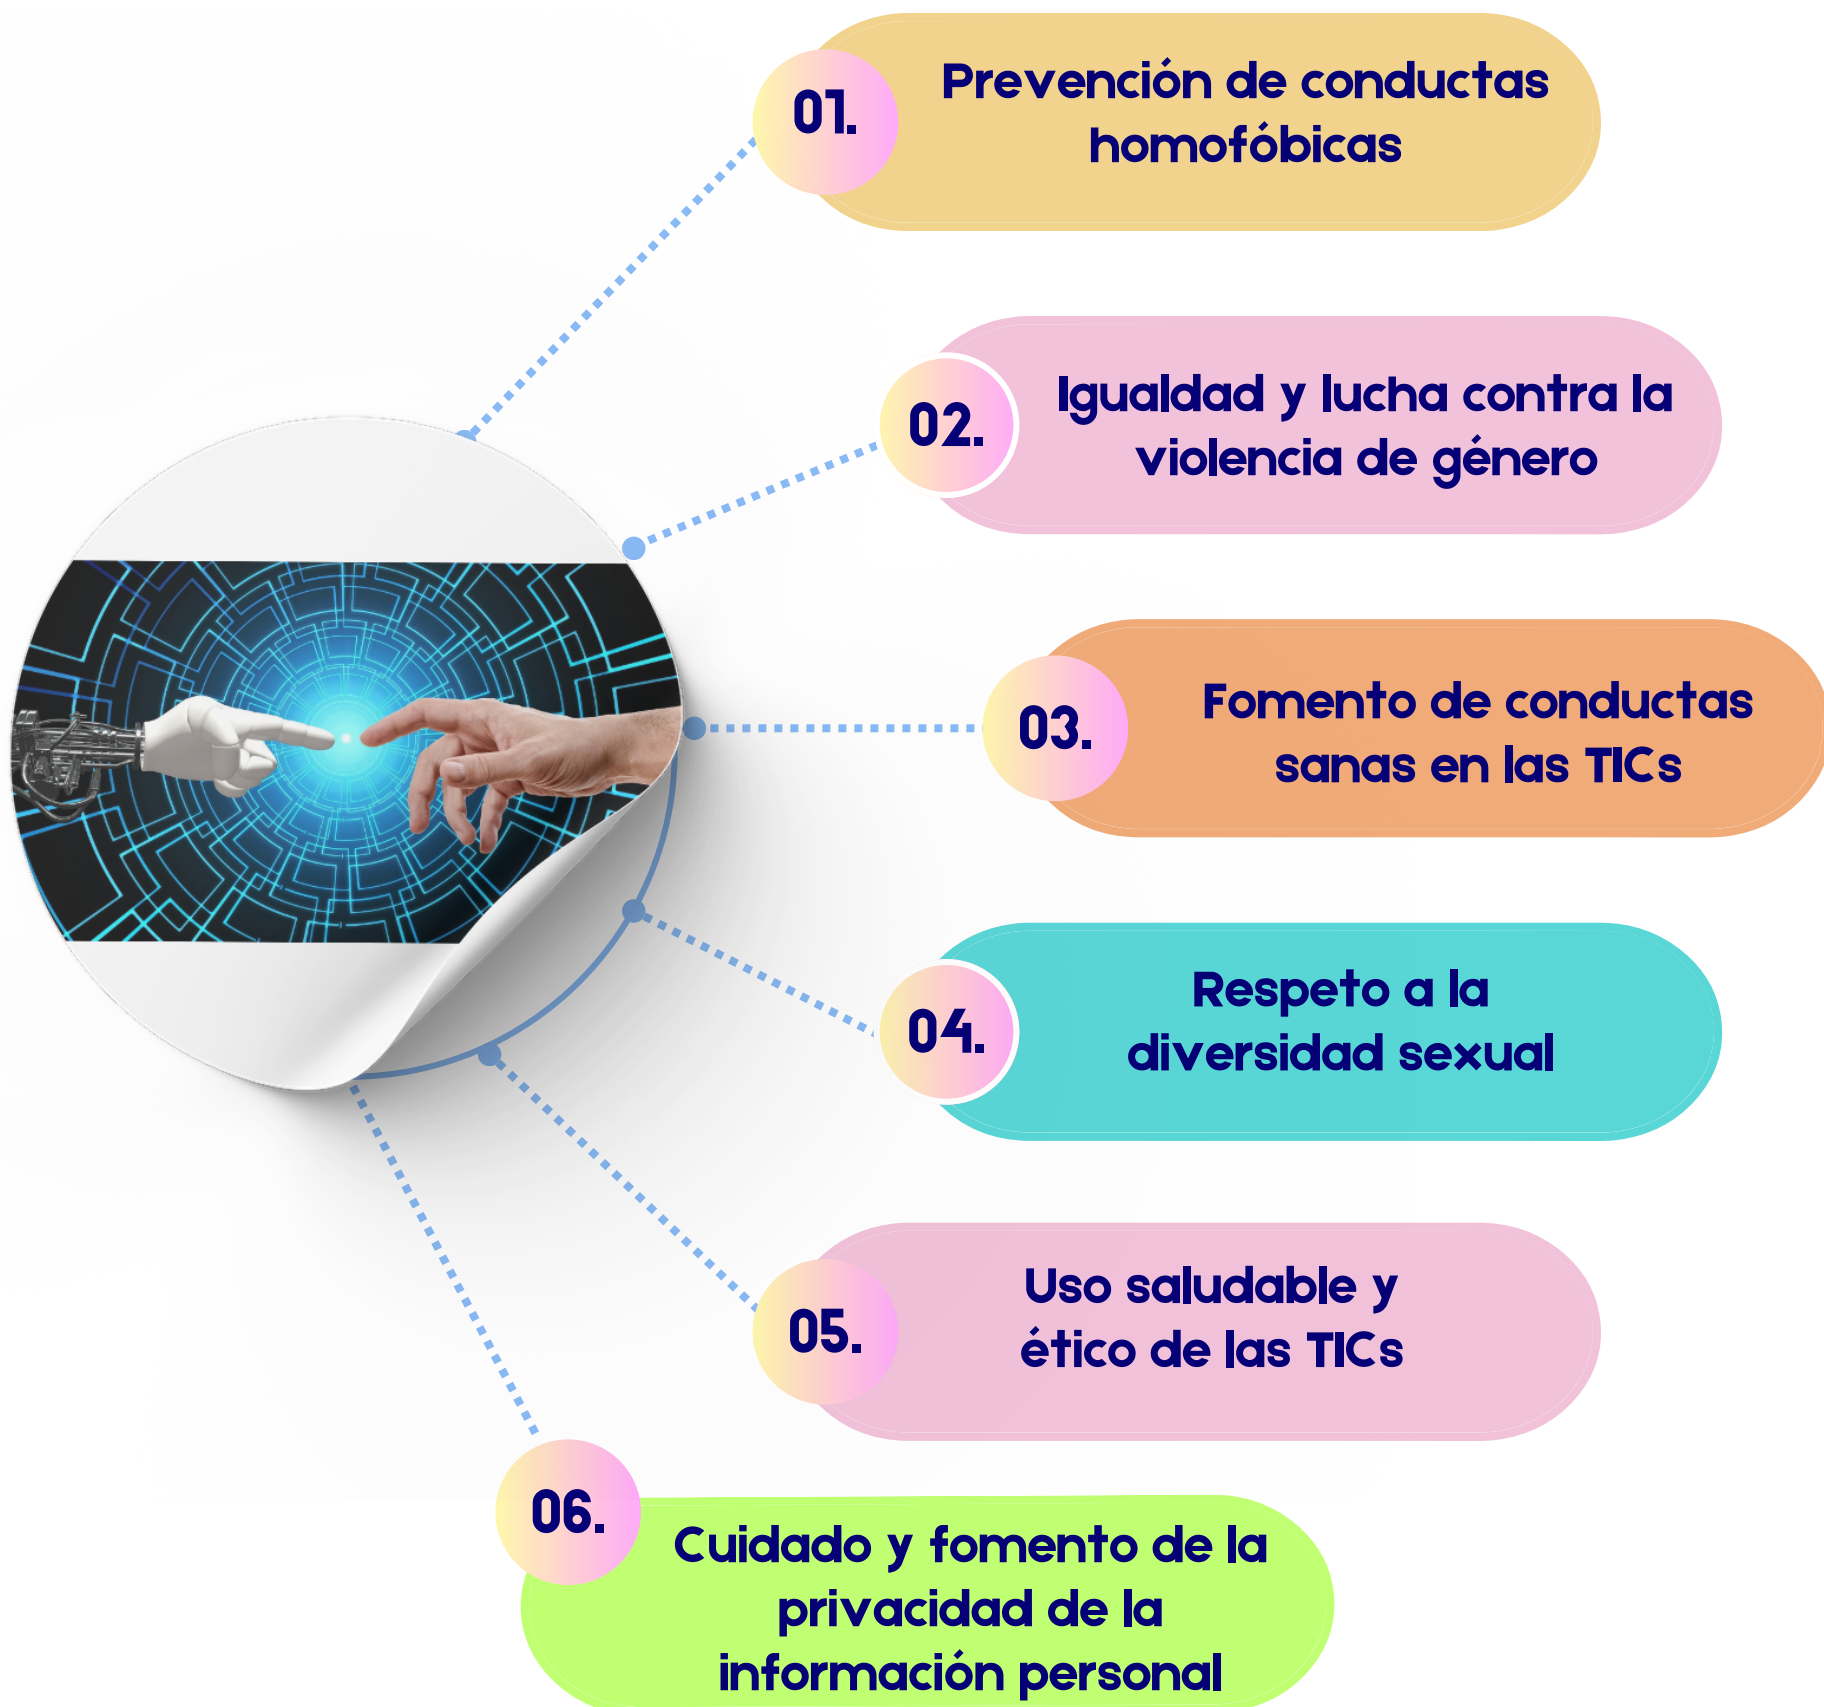 01.
Prevención de conductas
homofóbicas
02.
Igualdad y lucha contra la
violencia de género
03.
Fomento de conductas
sanas en las TICs
04.
Respeto a la
diversidad sexual
05.
Uso saludable y
ético de las TICs
06.
Cuidado y fomento de la
privacidad de la
información personal